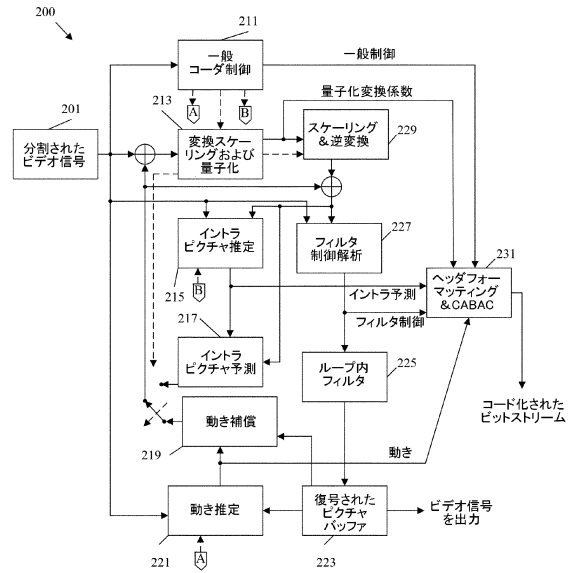 200
211
一般
コーダ制御
一般制御
A
B
量子化変換係数
201
分割された
ビデオ信号
213
変換スケー
リングおよび
量子化
スケーリング
&逆変換
229
イントラ
ピクチャ推定
215
B
フィルタ
制御解析
227
231
ヘッダフォー
マッティング
&CABAC
イントラ予測
フィルタ制御
217
イントラ
ピクチャ予測
ループ内
フィルタ
225
コード化された
ビットストリーム
動き補償
219
動き
動き推定
221
A
復号された
ピクチャ
バッファ
223
ビデオ信号
を出力